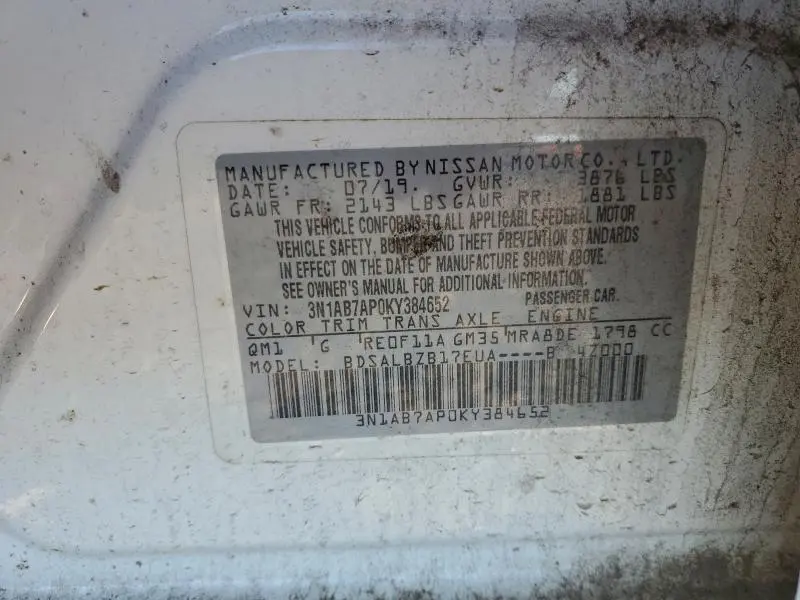 MANUFACTURED BY NISSAN MOTOR CO., LTD.
DATE: 07/19. GVWR: 3876 LBS
GAWR FR: 2143 LBS GAWR RR: 1881 LBS
THIS VEHICLE CONFORMS TO ALL APPLICABLE FEDERAL MOTOR
VEHICLE SAFETY, BUMPER AND THEFT PREVENTION STANDARDS
IN EFFECT ON THE DATE OF MANUFACTURE SHOWN ABOVE.
SEE OWNER'S MANUAL FOR ADDITIONAL INFORMATION.
VIN: 3N1AB7AP0KY384652 PASSENGER CAR.
COLOR TRIM TRANS AXLE ENGINE
QM1 G RE0F11A GM35 MRA8DE 1798 CC
MODEL: BDSALBZB17EUA----B 4Z000
3N1AB7AP0KY384652